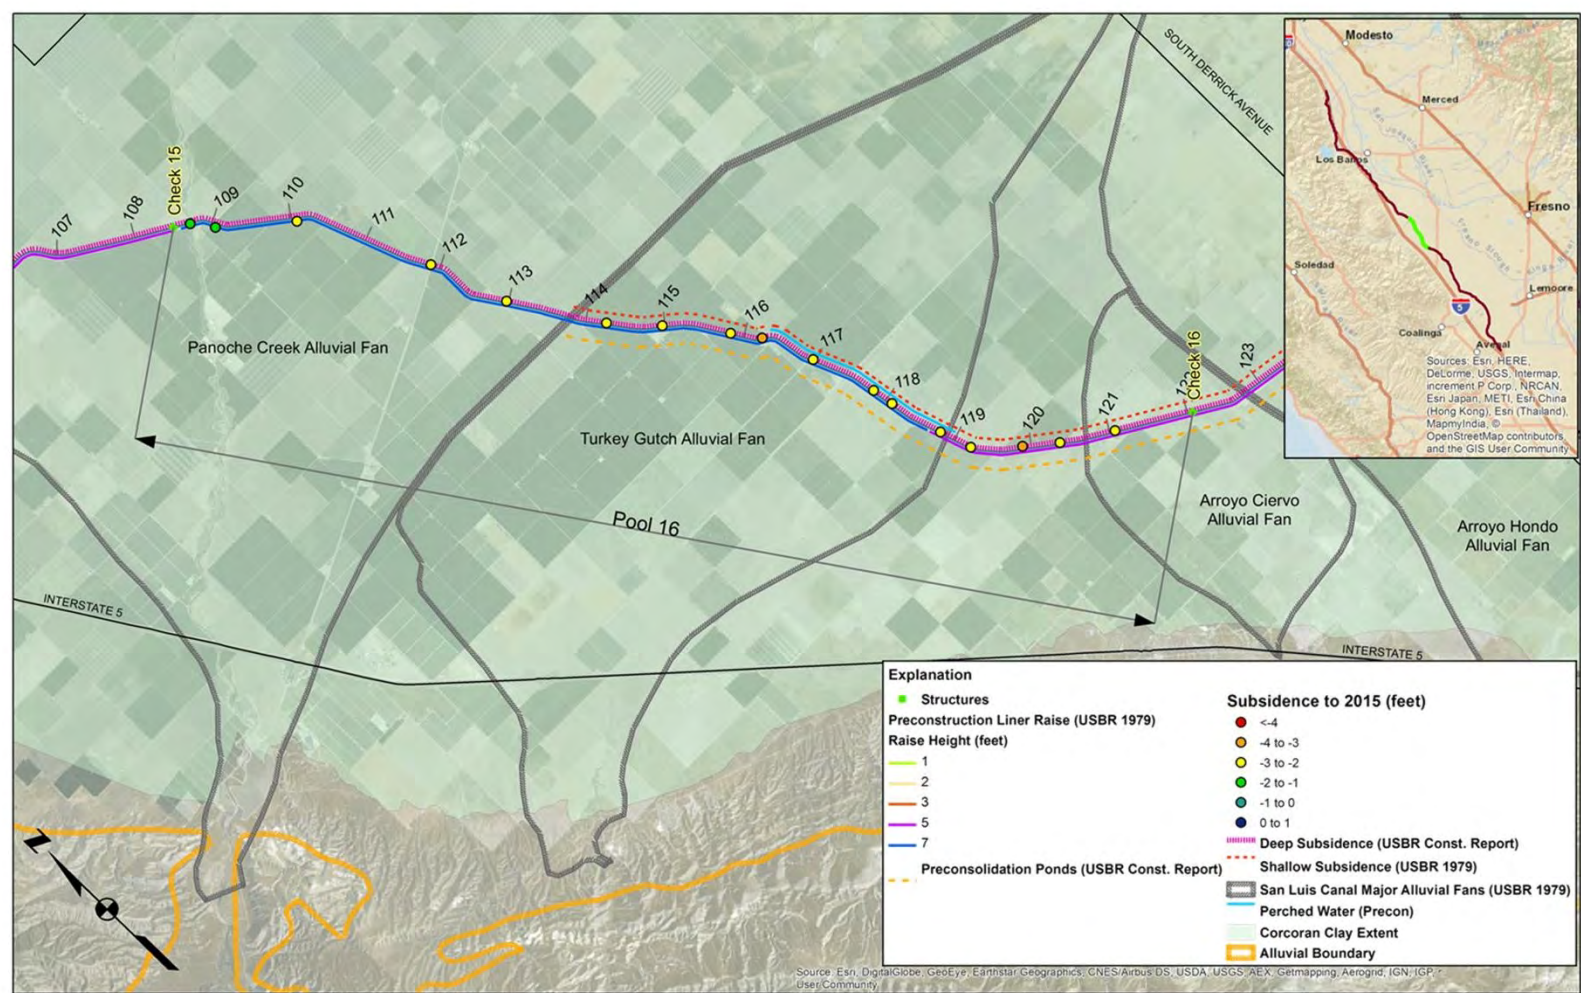 SOUTH DERRICK AVENUE
Check 15
107
108
109
110
111
112
113
114
115
116
117
118
119
120
121
122
Check 16
123
Panoche Creek Alluvial Fan
Turkey Gutch Alluvial Fan
Pool 16
Arroyo Ciervo
Alluvial Fan
Arroyo Hondo
Alluvial Fan
INTERSTATE 5
INTERSTATE 5
N
Modesto
Merced
Los Banos
Fresno
Soledad
Lemoore
5
Coalinga
Avenal
Sources: Esri, HERE,
DeLorme, USGS, Intermap,
increment P Corp., NRCAN,
Esri Japan, METI, Esri China
(Hong Kong), Esri (Thailand),
MapmyIndia, ©
OpenStreetMap contributors,
and the GIS User Community
Explanation
Structures
Preconstruction Liner Raise (USBR 1979)
Raise Height (feet)
1
2
3
5
7
Preconsolidation Ponds (USBR Const. Report)
Subsidence to 2015 (feet)
<-4
-4 to -3
-3 to -2
-2 to -1
-1 to 0
0 to 1
Deep Subsidence (USBR Const. Report)
Shallow Subsidence (USBR 1979)
San Luis Canal Major Alluvial Fans (USBR 1979)
Perched Water (Precon)
Corcoran Clay Extent
Alluvial Boundary
Source: Esri, DigitalGlobe, GeoEye, Earthstar Geographics, CNES/Airbus DS, USDA, USGS, AEX, Getmapping, Aerogrid, IGN, IGP,
User Community